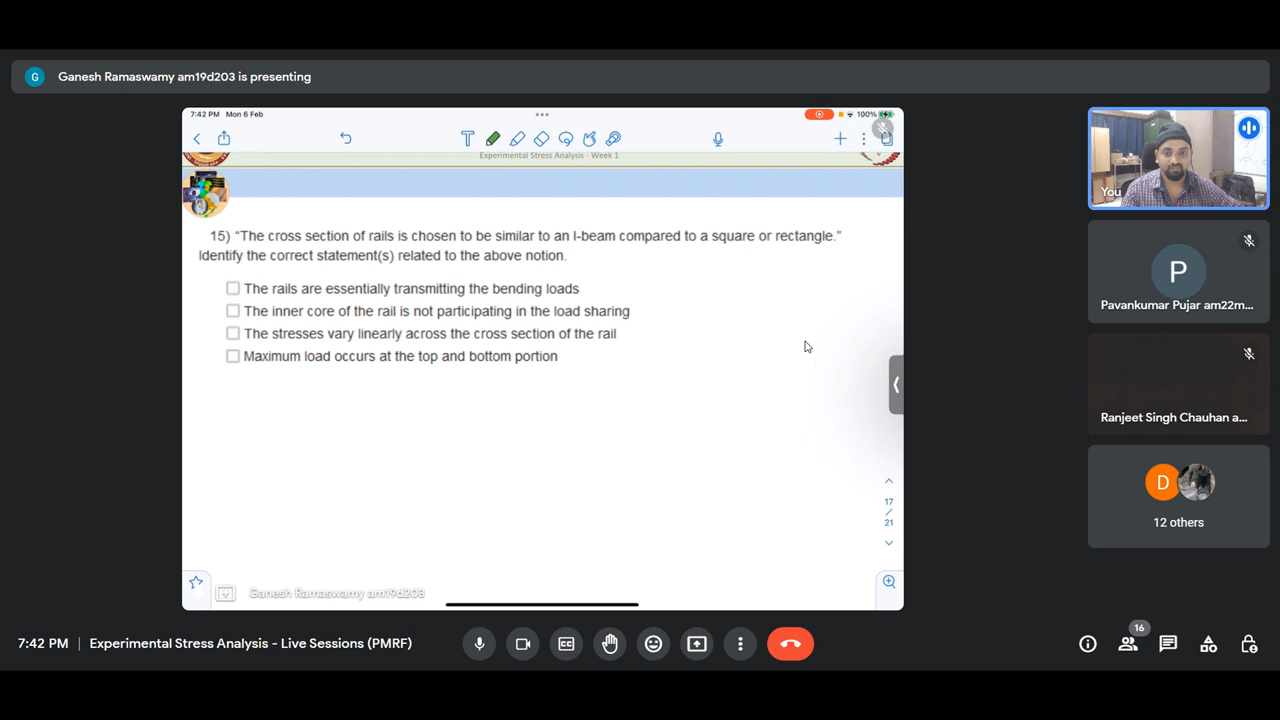 G Ganesh Ramaswamy am19d203 is presenting
7:42 PM Mon 6 Feb
100%
T
Experimental Stress Analysis - Week 1
15) “The cross section of rails is chosen to be similar to an I-beam compared to a square or rectangle.”
Identify the correct statement(s) related to the above notion.
The rails are essentially transmitting the bending loads
The inner core of the rail is not participating in the load sharing
The stresses vary linearly across the cross section of the rail
Maximum load occurs at the top and bottom portion
17
/
21
Ganesh Ramaswamy am19d203
You
P
Pavankumar Pujar am22m...
Ranjeet Singh Chauhan a...
D
12 others
7:42 PM | Experimental Stress Analysis - Live Sessions (PMRF)
CC
16